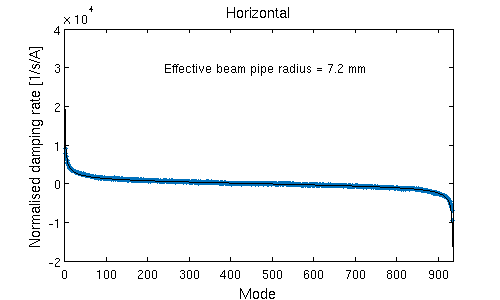 Horizontal
× 10⁴
Normalised damping rate [1/s/A]
4
3
2
1
0
-1
-2
Effective beam pipe radius = 7.2 mm
0 100 200 300 400 500 600 700 800 900
Mode